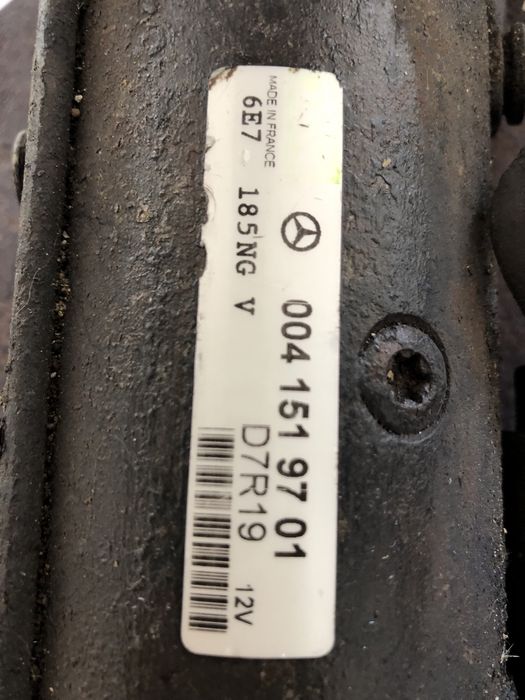 MADE IN FRANCE
6E7 185NG V
004 151 97 01
D7R19
12V